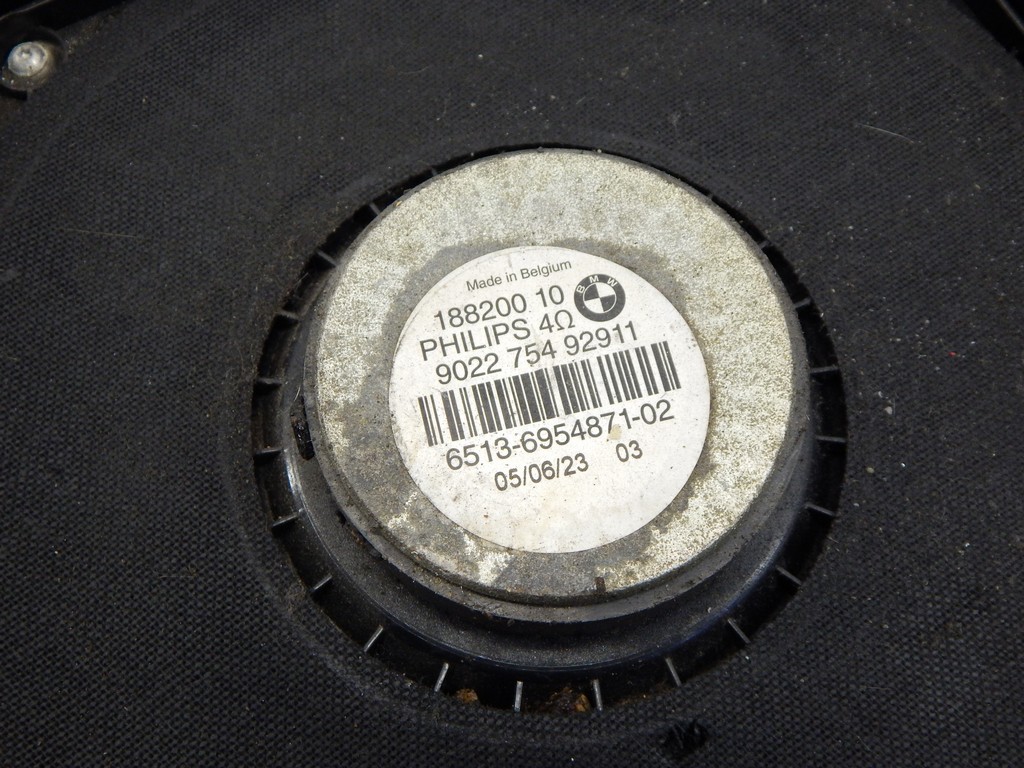 Made in Belgium
188200 10
BMW
PHILIPS 4Ω
9022 754 92911
6513-6954871-02
05/06/23 03